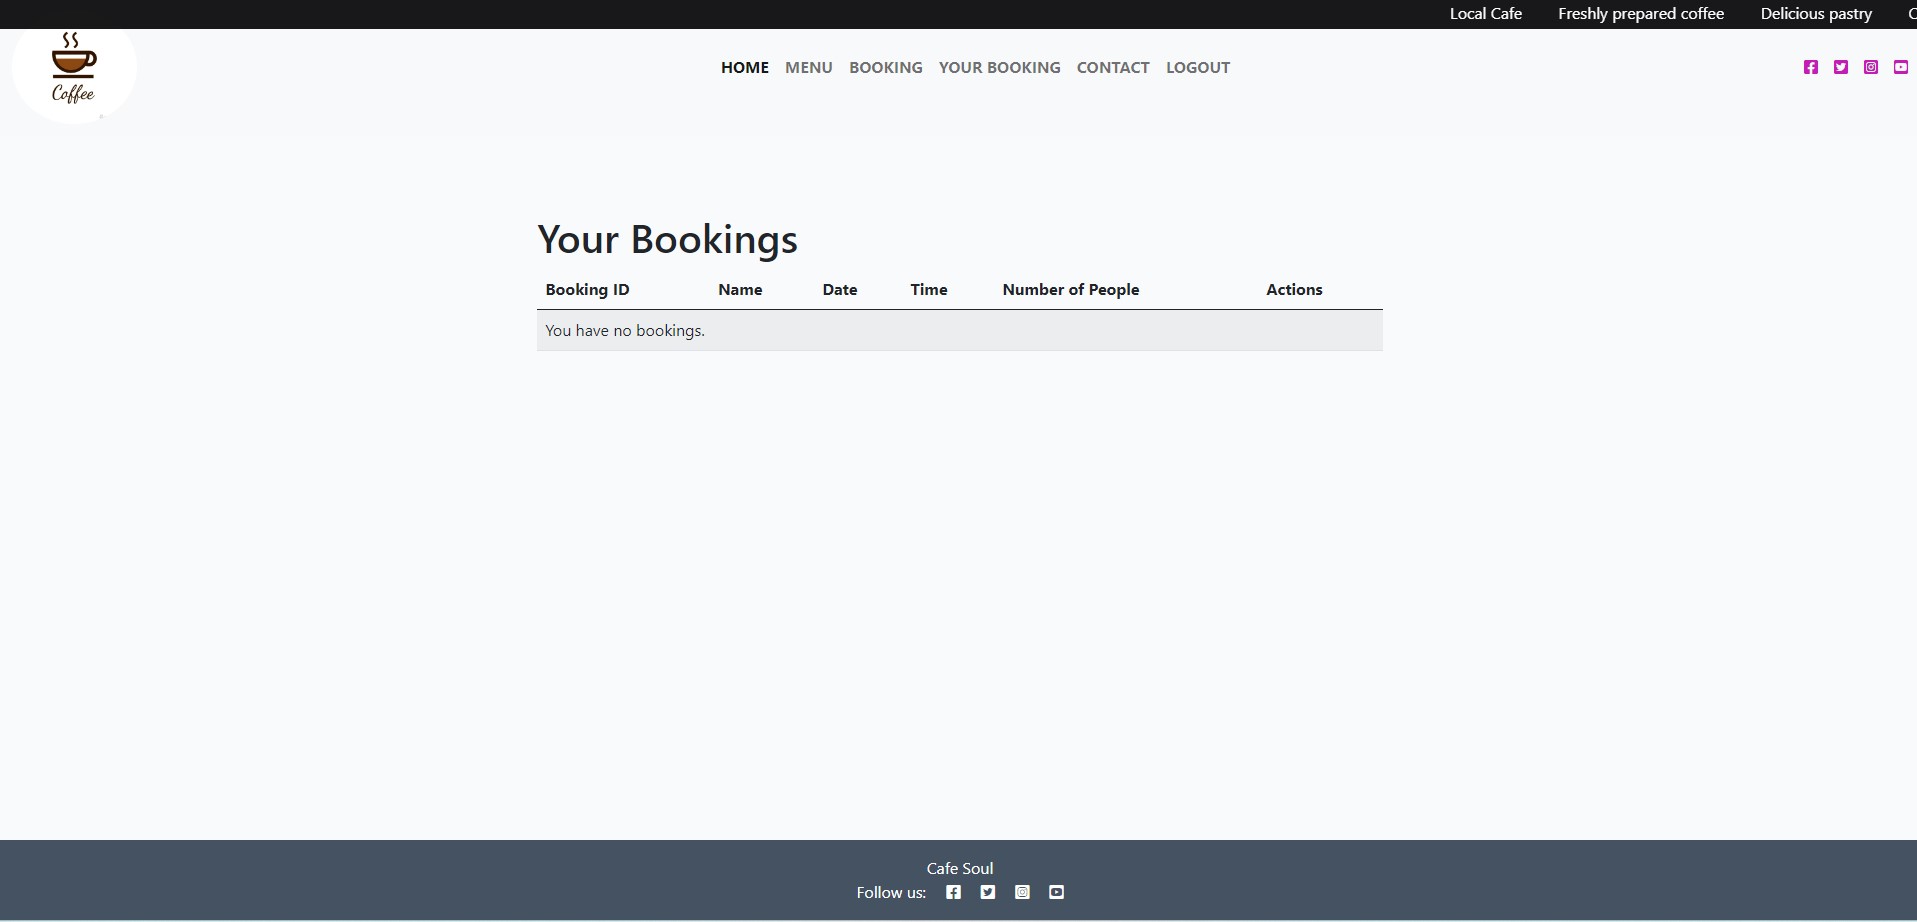 Local Cafe Freshly prepared coffee Delicious pastry
Coffee
HOME MENU BOOKING YOUR BOOKING CONTACT LOGOUT
Your Bookings
Booking ID Name Date Time Number of People Actions
You have no bookings.
Cafe Soul
Follow us: